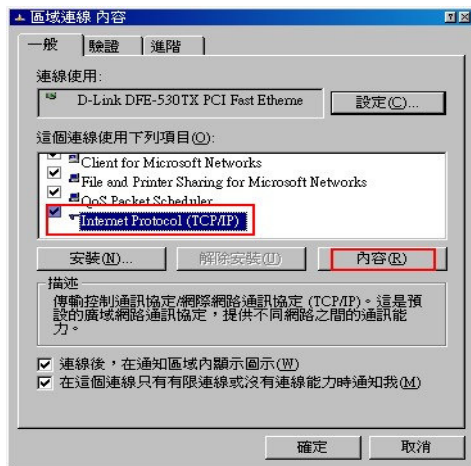 區域連線 內容
一般 驗證 進階
連線使用:
D-Link DFE-530TX PCI Fast Etherne 設定(C)...
這個連線使用下列項目(O):
Client for Microsoft Networks
File and Printer Sharing for Microsoft Networks
QoS Packet Scheduler
Internet Protocol (TCP/IP)
安裝(N)... 解除安裝(U) 內容(R)
描述
傳輸控制通訊協定/網際網路通訊協定 (TCP/IP)。這是預
設的廣域網路通訊協定，提供不同網路之間的通訊能
力。
連線後，在通知區域內顯示圖示(W)
在這個連線只有有限連線或沒有連線能力時通知我(M)
確定 取消